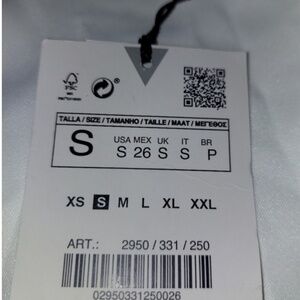 FSC
TALLA / SIZE / TAMANHO / TAILLE / MAAT / ΜΕΓΕΘΟΣ
S
USA MEX UK IT BR
S 26 S S P
XS S M L XL XXL
ART.: 2950 / 331 / 250
02950331250026